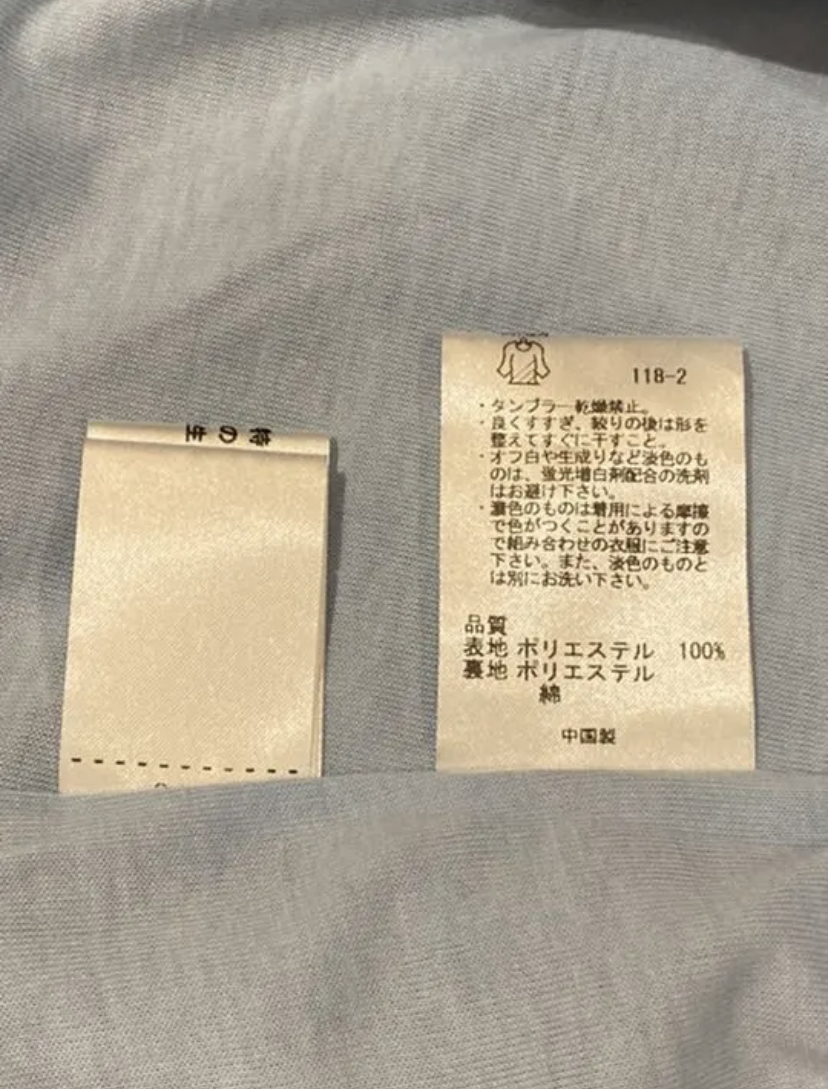 特の生
118-2
・タンブラー乾燥禁止。
・良くすすぎ、絞りの後は形を
整えてすぐに干すこと。
・オフ白や生成りなど淡色のも
のは、蛍光増白剤配合の洗剤
はお避け下さい。
・濃色のものは着用による摩擦
で色がつくことがありますの
で組み合わせの衣服にご注意
下さい。また、淡色のものと
は別にお洗い下さい。
品質
表地 ポリエステル 100%
裏地 ポリエステル
綿
中国製